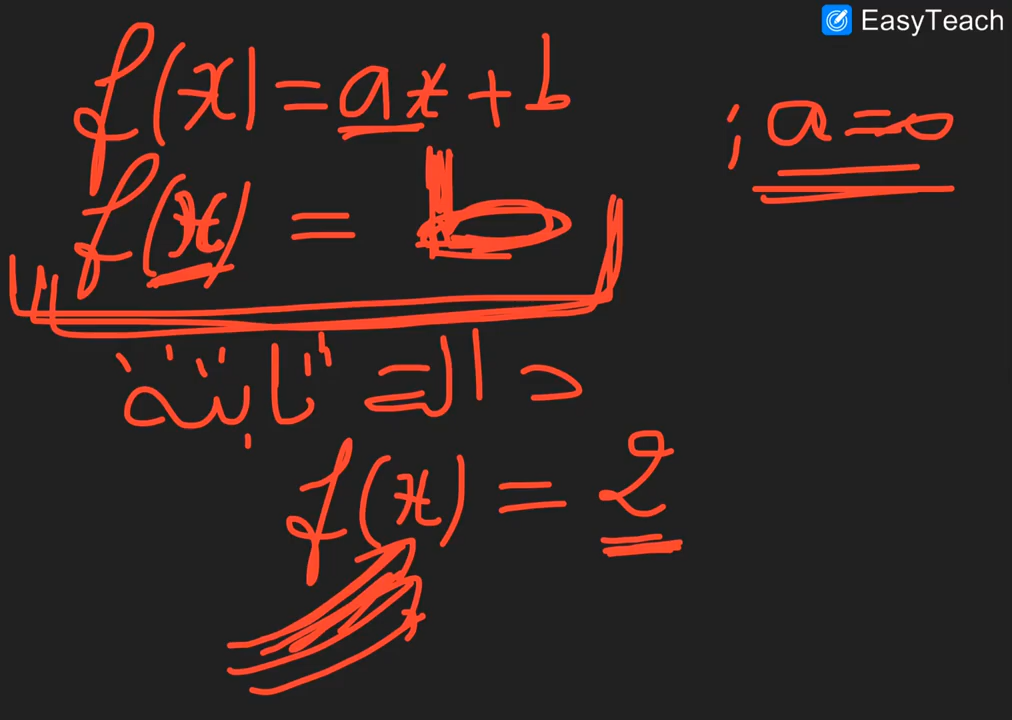 EasyTeach
f(x) = ax + b ; a = 0
f(x) = b
دالة "ثابتة"
f(x) = 2